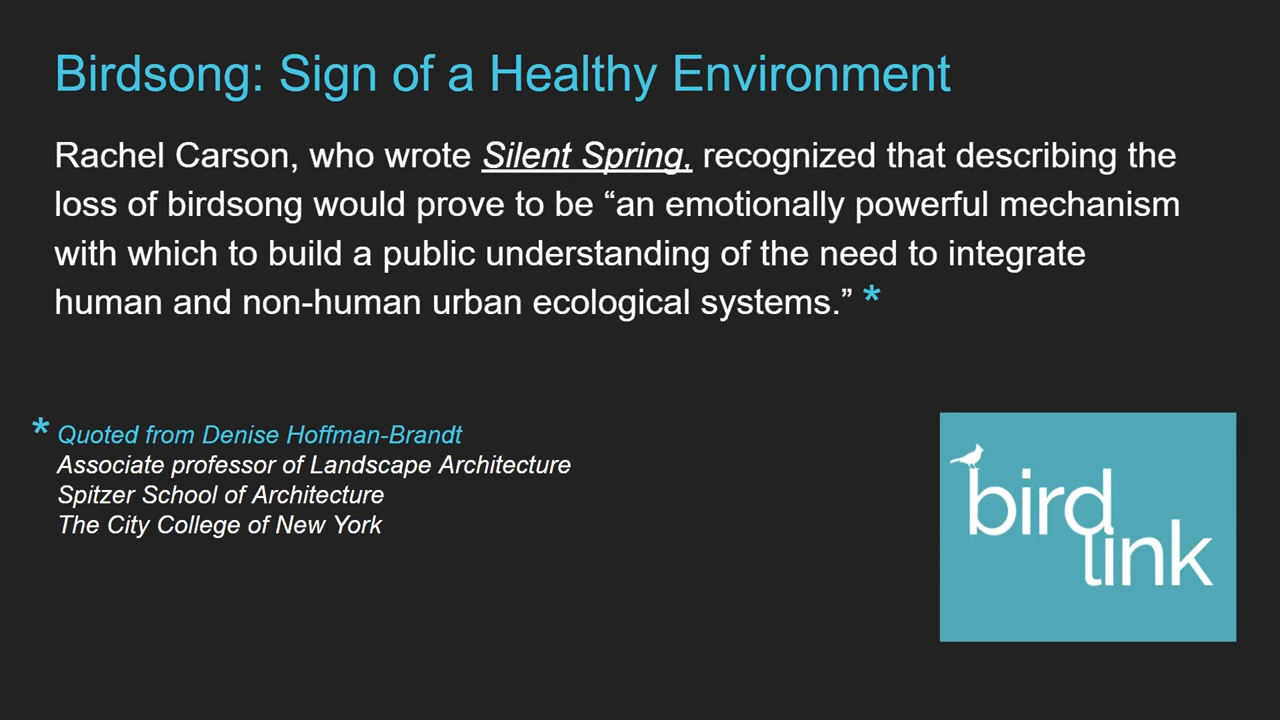 Birdsong: Sign of a Healthy Environment
Rachel Carson, who wrote Silent Spring, recognized that describing the
loss of birdsong would prove to be “an emotionally powerful mechanism
with which to build a public understanding of the need to integrate
human and non-human urban ecological systems.” *
* Quoted from Denise Hoffman-Brandt
Associate professor of Landscape Architecture
Spitzer School of Architecture
The City College of New York
bird
link